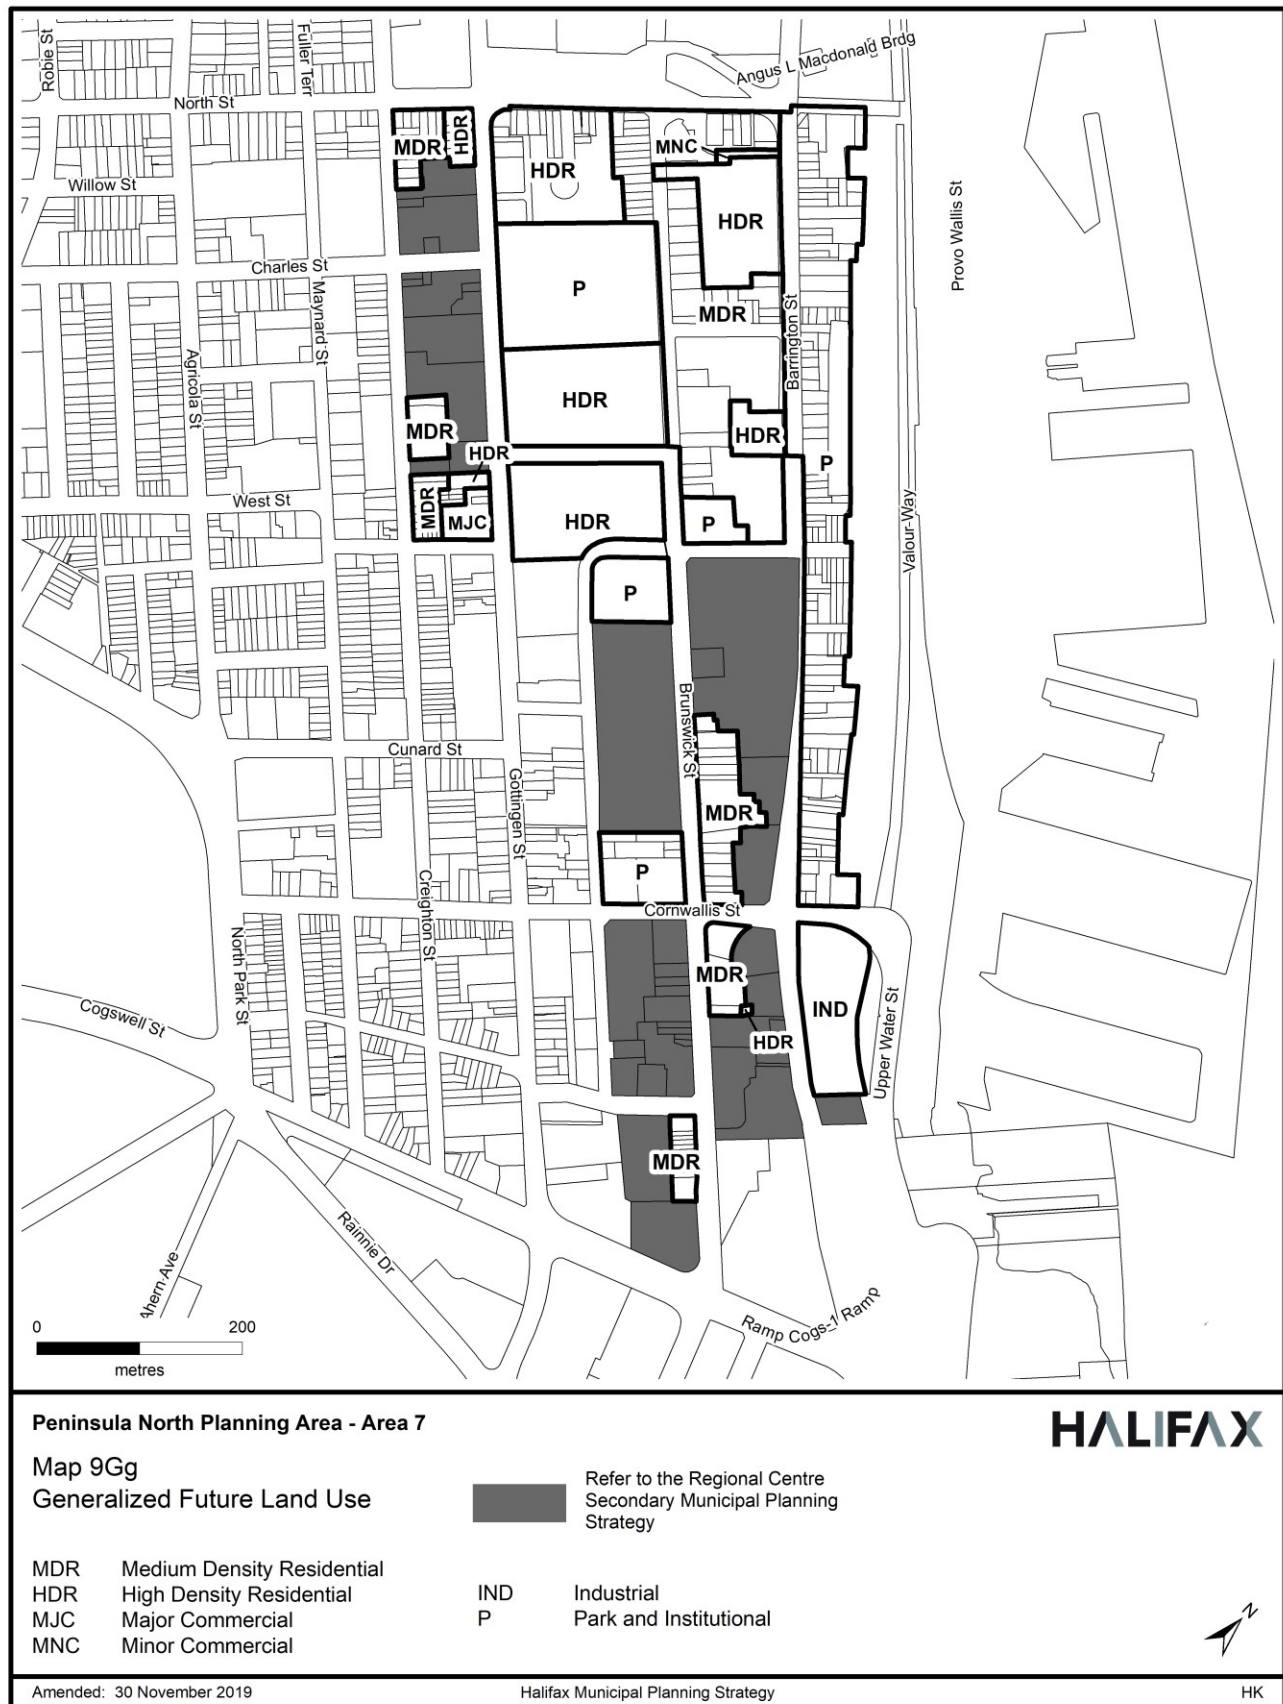 Robie St
Fuller Terr
Angus L Macdonald Brdg
North St
MDR
HDR
MNC
HDR
Willow St
HDR
Provo Wallis St
Charles St
P
MDR
Maynard St
Barrington St
Agricola St
HDR
MDR
HDR
HDR
P
West St
MDR
MJC
HDR
P
Valour Way
P
Brunswick St
Cunard St
Gottingen St
MDR
P
Creighton St
Cornwallis St
North Park St
MDR
IND
Cogswell St
HDR
Upper Water St
MDR
Rainnie Dr
Ahern Ave
Ramp Cogs-1 Ramp
0 200
metres
Peninsula North Planning Area - Area 7
HALIFAX
Map 9Gg
Generalized Future Land Use
Refer to the Regional Centre
Secondary Municipal Planning
Strategy
MDR Medium Density Residential
HDR High Density Residential
MJC Major Commercial
MNC Minor Commercial
IND Industrial
P Park and Institutional
N
Amended: 30 November 2019 Halifax Municipal Planning Strategy HK